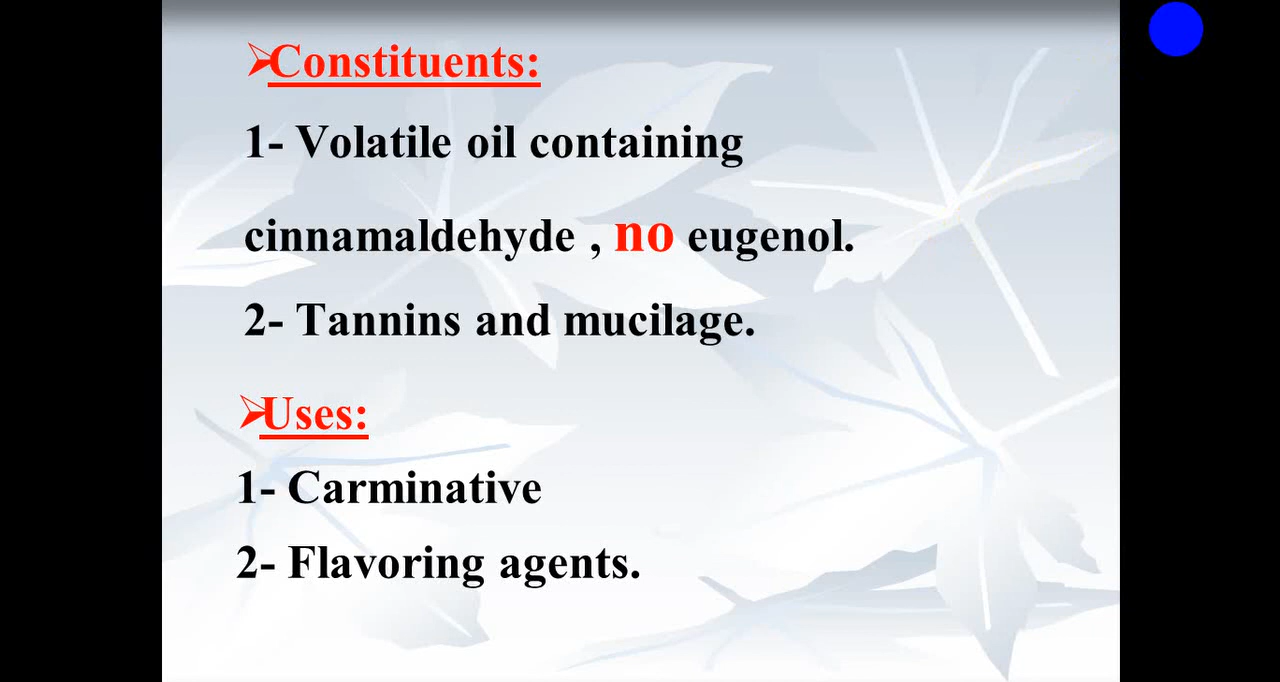 ➢Constituents:
1- Volatile oil containing
cinnamaldehyde , no eugenol.
2- Tannins and mucilage.
➢Uses:
1- Carminative
2- Flavoring agents.